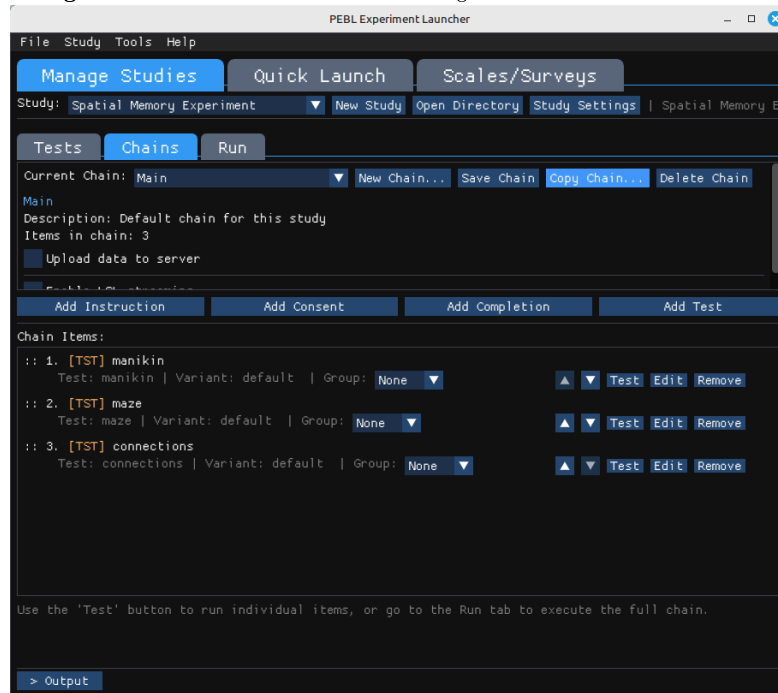 PEBL Experiment Launcher
File Study Tools Help
Manage Studies Quick Launch Scales/Surveys
Study: Spatial Memory Experiment New Study Open Directory Study Settings | Spatial Memory
Tests Chains Run
Current Chain: Main New Chain... Save Chain Copy Chain... Delete Chain
Main
Description: Default chain for this study
Items in chain: 3
Upload data to server
Add Instruction Add Consent Add Completion Add Test
Chain Items:
:: 1. [TST] manikin
Test: manikin | Variant: default | Group: None Test Edit Remove
:: 2. [TST] maze
Test: maze | Variant: default | Group: None Test Edit Remove
:: 3. [TST] connections
Test: connections | Variant: default | Group: None Test Edit Remove
Use the 'Test' button to run individual items, or go to the Run tab to execute the full chain.
> Output